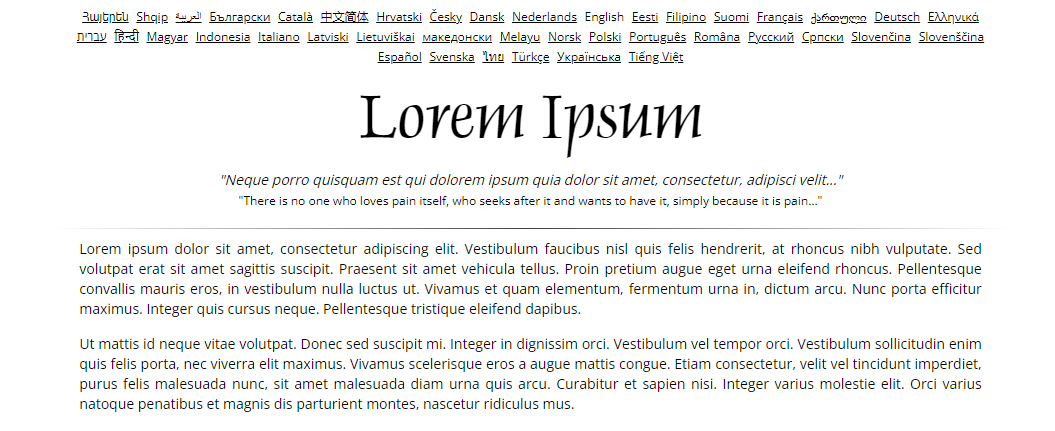 Հայերեն Shqip العربية Български Català 中文简体 Hrvatski Česky Dansk Nederlands English Eesti Filipino Suomi Français ქართული Deutsch Ελληνικά
עברית हिन्दी Magyar Indonesia Italiano Latviski Lietuviškai македонски Melayu Norsk Polski Português Româna Pyccкий Српски Slovenčina Slovenščina
Español Svenska ไทย Türkçe Українська Tiếng Việt
Lorem Ipsum
"Neque porro quisquam est qui dolorem ipsum quia dolor sit amet, consectetur, adipisci velit..."
"There is no one who loves pain itself, who seeks after it and wants to have it, simply because it is pain..."
Lorem ipsum dolor sit amet, consectetur adipiscing elit. Vestibulum faucibus nisl quis felis hendrerit, at rhoncus nibh vulputate. Sed
volutpat erat sit amet sagittis suscipit. Praesent sit amet vehicula tellus. Proin pretium augue eget urna eleifend rhoncus. Pellentesque
convallis mauris eros, in vestibulum nulla luctus ut. Vivamus et quam elementum, fermentum urna in, dictum arcu. Nunc porta efficitur
maximus. Integer quis cursus neque. Pellentesque tristique eleifend dapibus.
Ut mattis id neque vitae volutpat. Donec sed suscipit mi. Integer in dignissim orci. Vestibulum vel tempor orci. Vestibulum sollicitudin enim
quis felis porta, nec viverra elit maximus. Vivamus scelerisque eros a augue mattis congue. Etiam consectetur, velit vel tincidunt imperdiet,
purus felis malesuada nunc, sit amet malesuada diam urna quis arcu. Curabitur et sapien nisi. Integer varius molestie elit. Orci varius
natoque penatibus et magnis dis parturient montes, nascetur ridiculus mus.